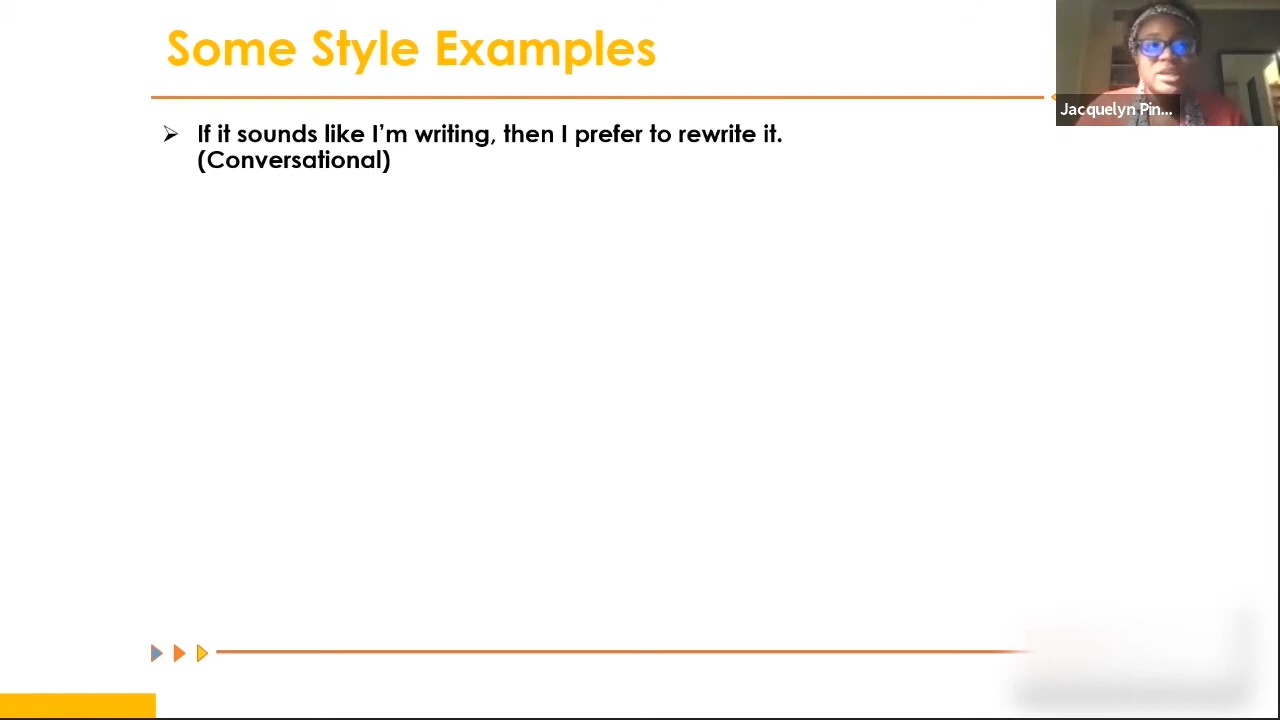 Some Style Examples
Jacquelyn Pin...
If it sounds like I'm writing, then I prefer to rewrite it.
(Conversational)